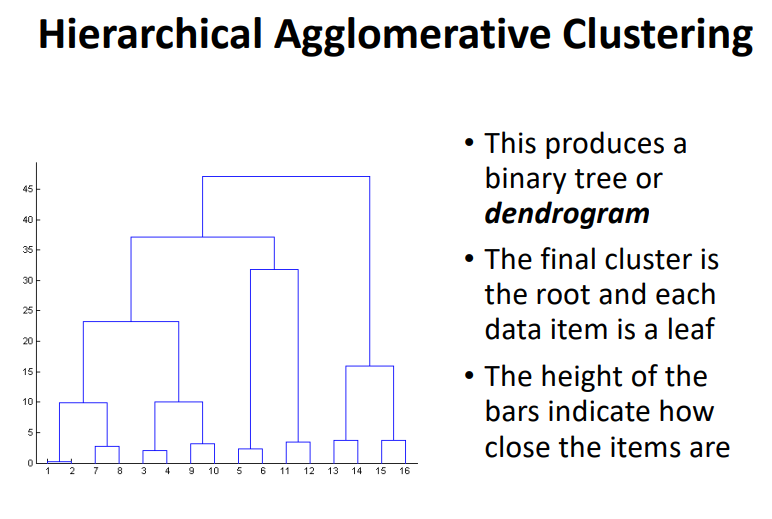 Hierarchical Agglomerative Clustering
45
40
35
30
25
20
15
10
5
0
1 2 7 8 3 4 9 10 5 6 11 12 13 14 15 16
• This produces a
binary tree or
dendrogram
• The final cluster is
the root and each
data item is a leaf
• The height of the
bars indicate how
close the items are